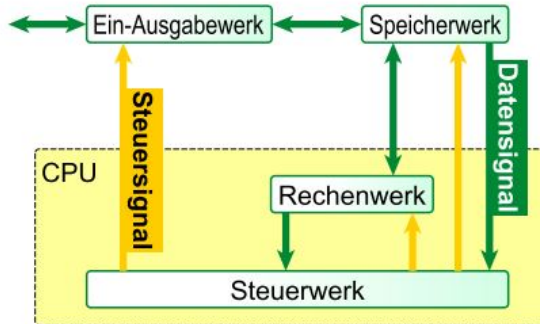 Ein-Ausgabewerk
Speicherwerk
Steuersignal
Datensignal
CPU
Rechenwerk
Steuerwerk